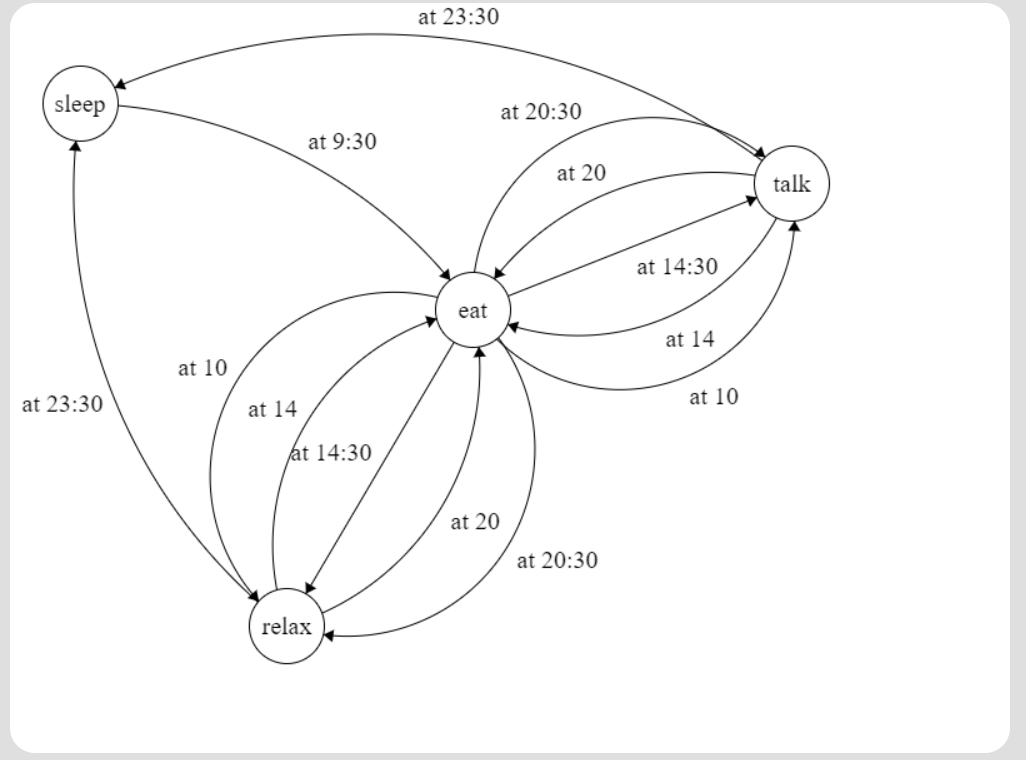 at 23:30
sleep
at 20:30
at 9:30
at 20
talk
at 14:30
eat
at 14
at 10
at 10
at 23:30
at 14
at 14:30
at 20
at 20:30
relax